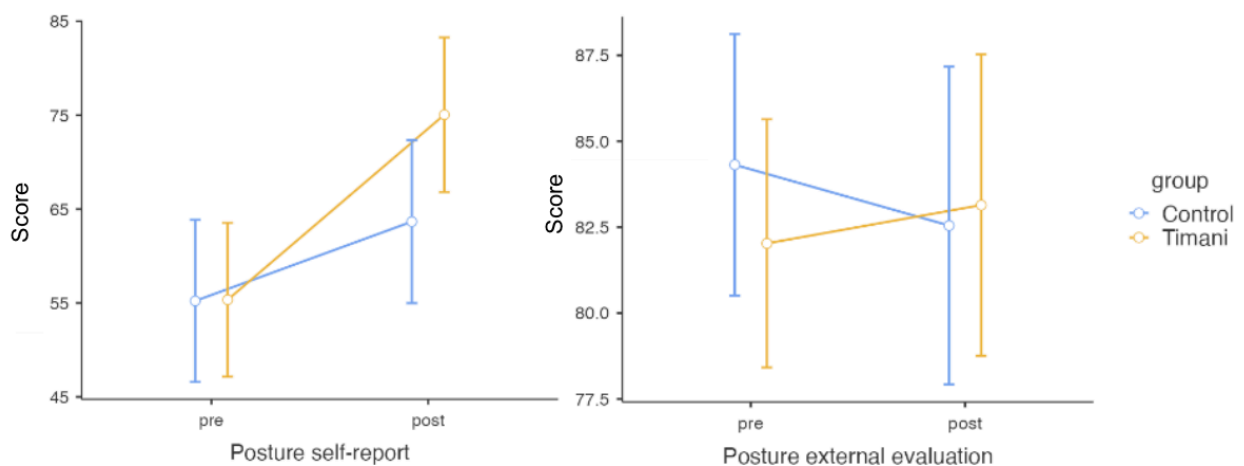 85
75
65
55
45
Score
pre
post
Posture self-report
87.5
85.0
82.5
80.0
77.5
Score
pre
post
Posture external evaluation
group
Control
Timani